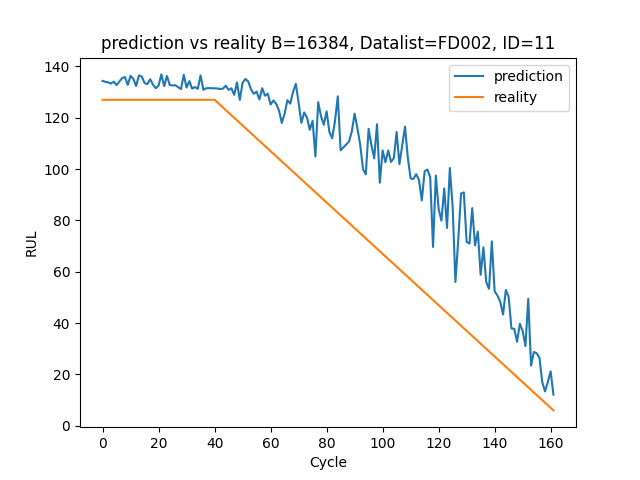 prediction vs reality B=16384, Datalist=FD002, ID=11
prediction
reality
RUL
140
120
100
80
60
40
20
0
0 20 40 60 80 100 120 140 160
Cycle